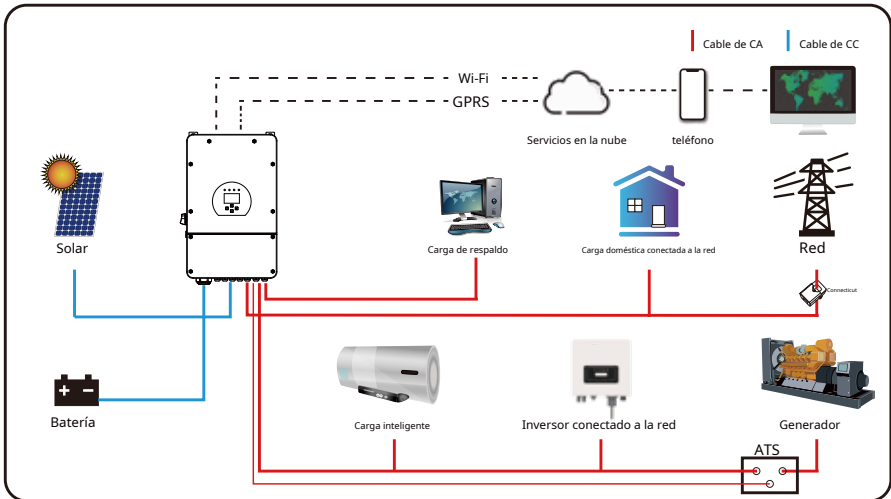 Cable de CA
Cable de CC
Wi-Fi
GPRS
Servicios en la nube
teléfono
Solar
Carga de respaldo
Carga doméstica conectada a la red
Red
Connecticut
Batería
Carga inteligente
Inversor conectado a la red
Generador
ATS